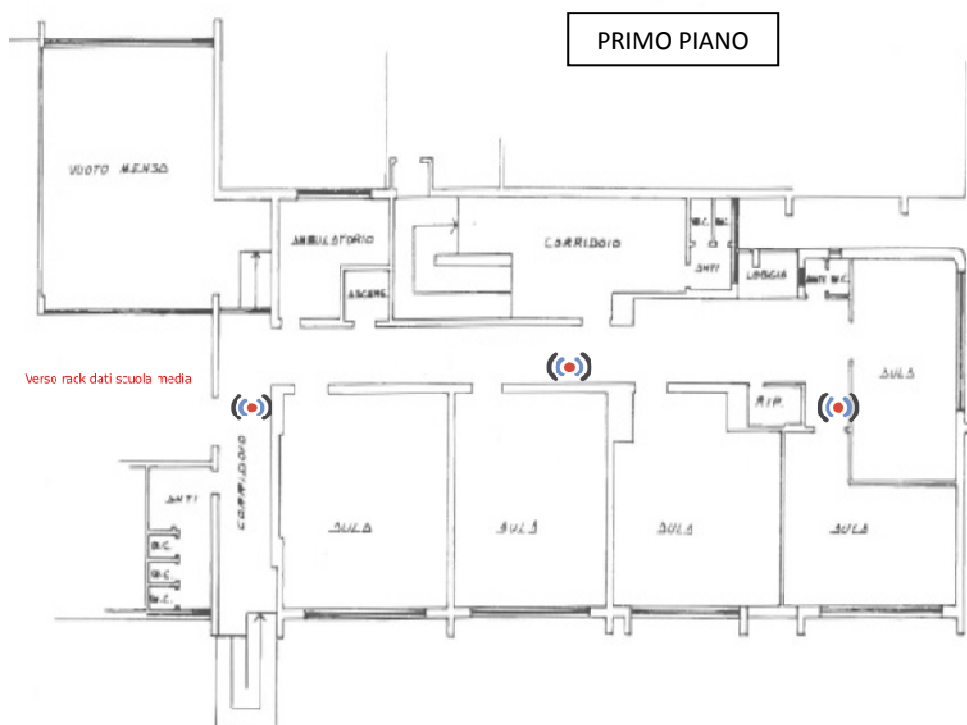 PRIMO PIANO
VUOTO MENSA
AMBULATORIO
CORRIDOIO
W.C.
ANTI
LOGGIA
ANTI W.C.
ASCENS.
Verso rack dati scuola media
AULA
RIP.
CORRIDOIO
ANTI
AULA
AULA
AULA
AULA
W.C.
W.C.
W.C.